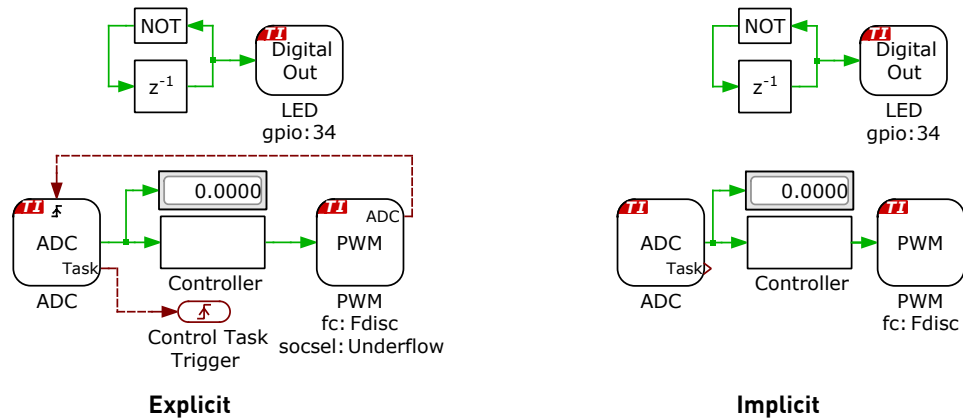 NOT
TI
Digital
Out
z⁻¹
LED
gpio: 34
0.0000
TI
ADC
Task
ADC
Controller
TI
ADC
PWM
PWM
fc: Fdisc
socsel: Underflow
Control Task
Trigger
Explicit
NOT
TI
Digital
Out
z⁻¹
LED
gpio: 34
0.0000
TI
ADC
Task
ADC
Controller
TI
PWM
PWM
fc: Fdisc
Implicit